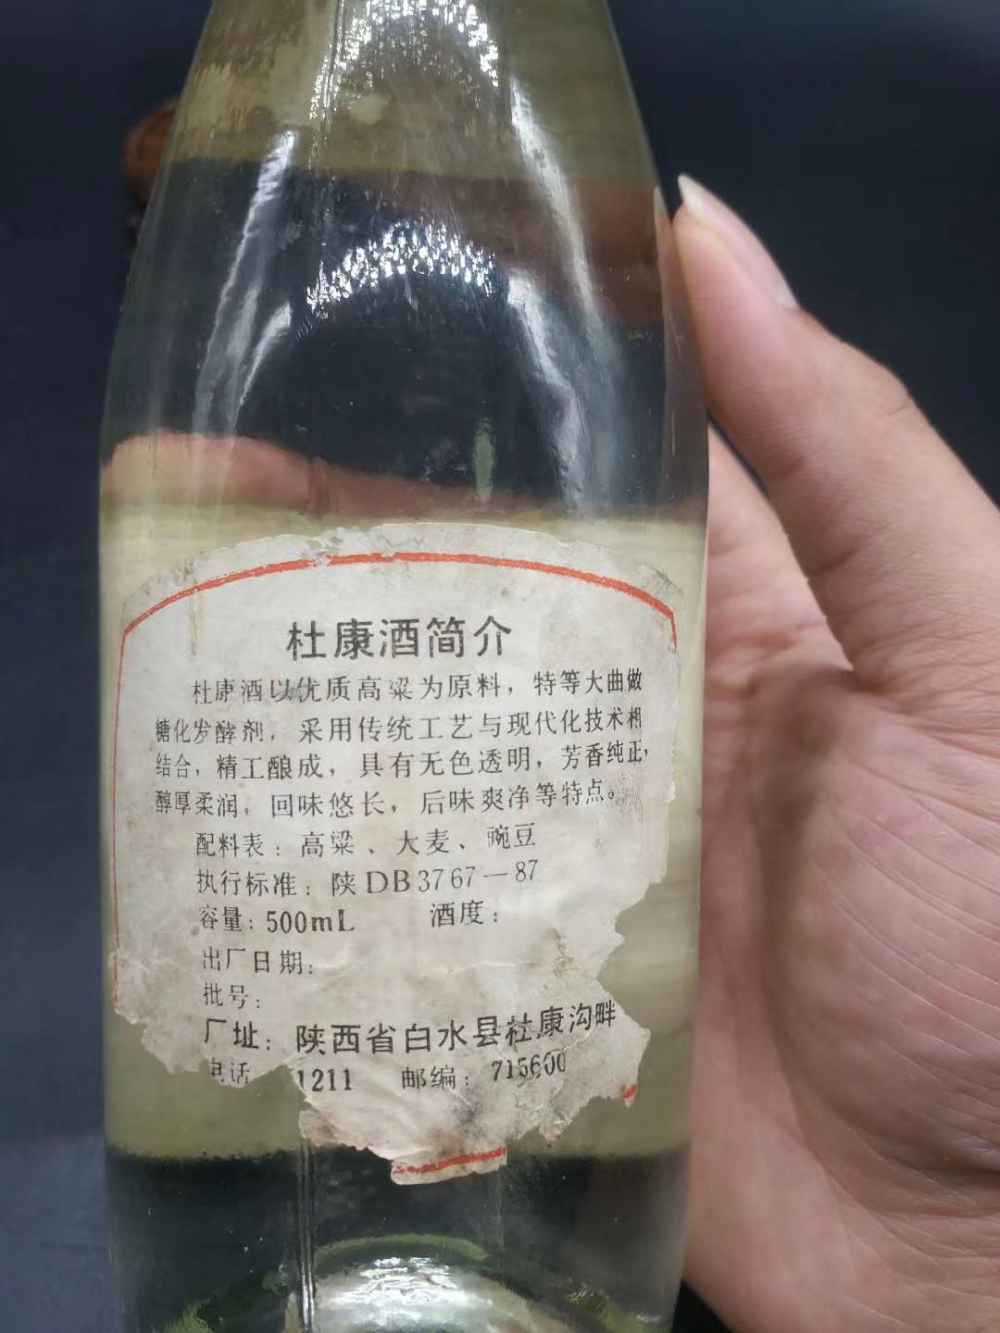 杜康酒简介
杜康酒以优质高粱为原料，特等大曲做
糖化发酵剂，采用传统工艺与现代化技术相
结合，精工酿成，具有无色透明，芳香纯正，
醇厚柔润，回味悠长，后味爽净等特点。
配料表：高粱、大麦、豌豆
执行标准：陕DB3767—87
容量：500mL 酒度：
出厂日期：
批号：
厂址：陕西省白水县杜康沟畔
电话 1211 邮编：715600